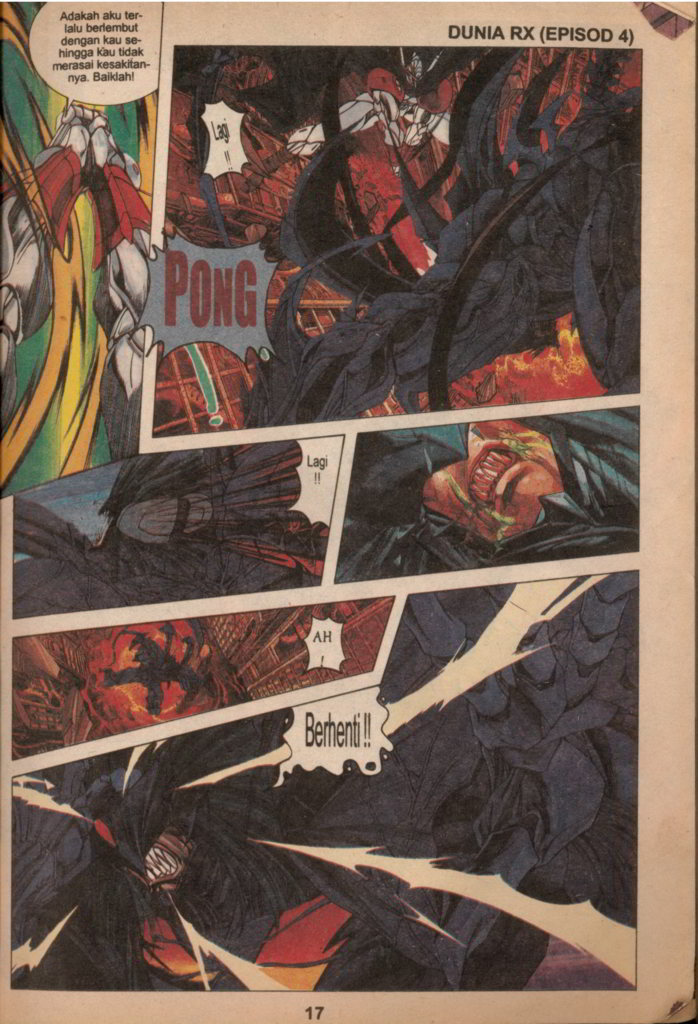 DUNIA RX (EPISOD 4)
Adakah aku ter-
lalu berlembut
dengan kau se-
hingga kau tidak
merasai kesakitan-
nya. Baiklah!
Lagi
!!
PONG
Lagi
!!
AH
!
Berhenti !!
17